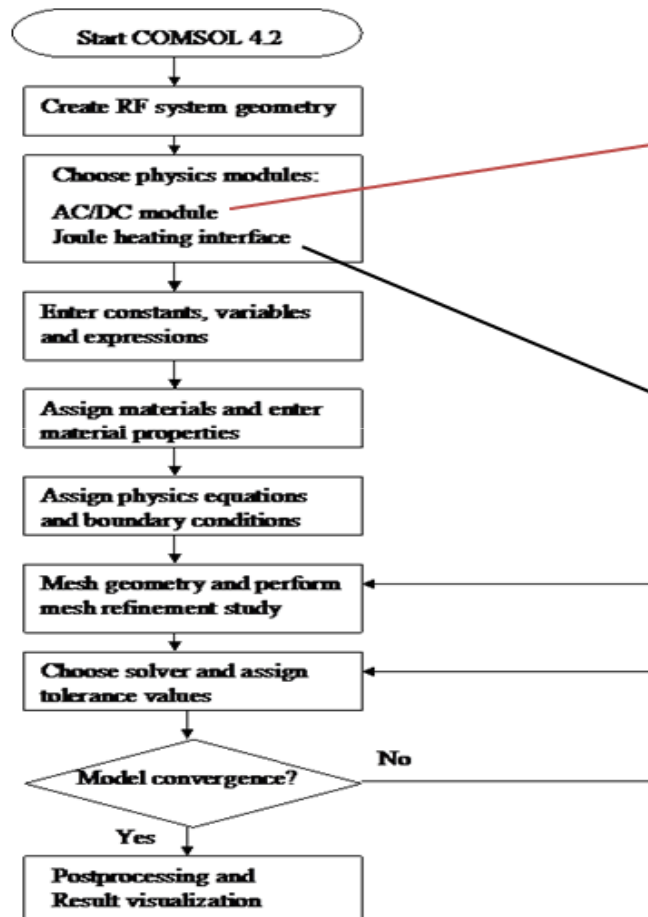 Start COMSOL 4.2
Create RF system geometry
Choose physics modules:
AC/DC module
Joule heating interface
Enter constants, variables
and expressions
Assign materials and enter
material properties
Assign physics equations
and boundary conditions
Mesh geometry and perform
mesh refinement study
Choose solver and assign
tolerance values
Model convergence?
No
Yes
Postprocessing and
Result visualization